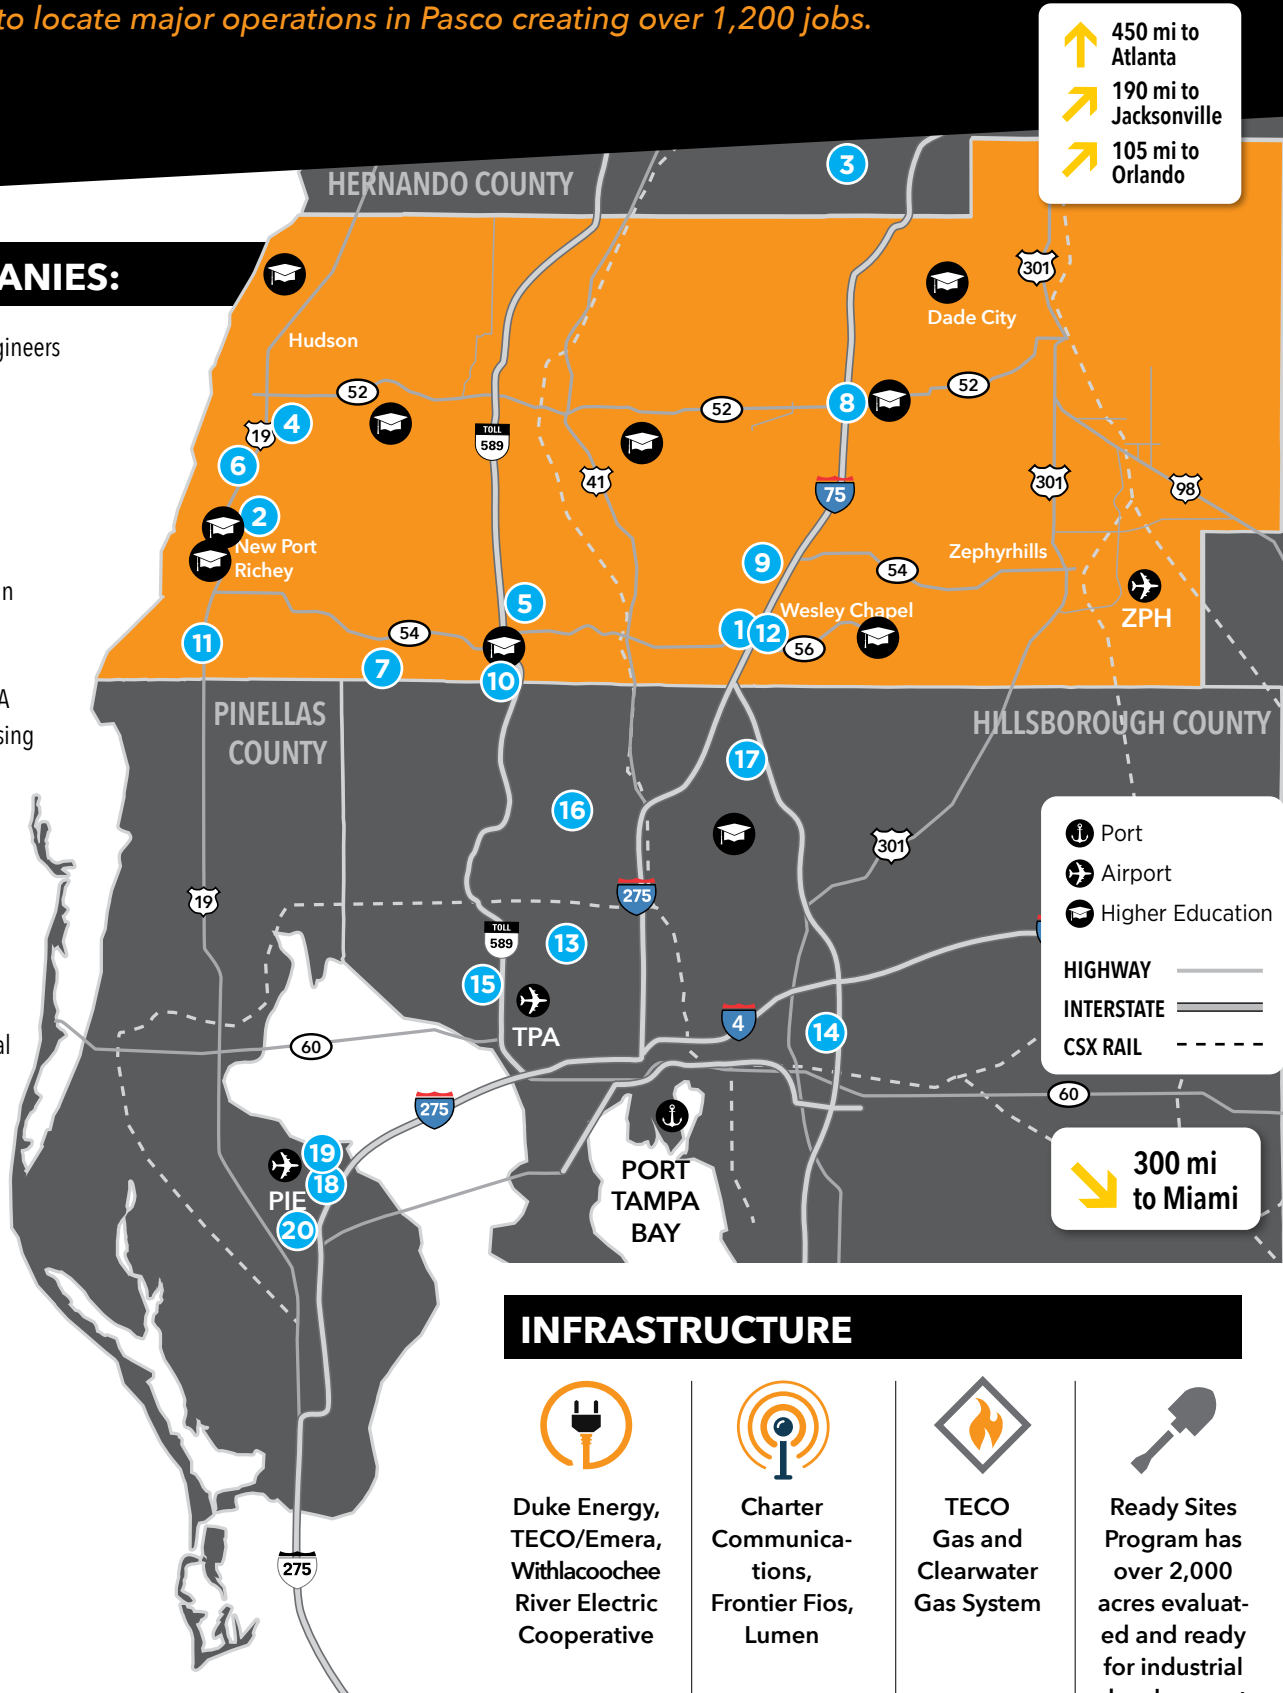 to locate major operations in Pasco creating over 1,200 jobs.
450 mi to
Atlanta
190 mi to
Jacksonville
105 mi to
Orlando
3
HERNANDO COUNTY
ANIES:
301
Dade City
gineers
Hudson
52
52
52
8
4
19
TOLL
589
6
41
301
98
75
2
New Port
Richey
9
54
Zephyrhills
n
5
Wesley Chapel
ZPH
11
54
1
12
56
7
10
A
sing
PINELLAS
COUNTY
HILLSBOROUGH COUNTY
17
16
301
Port
Airport
Higher Education
HIGHWAY
INTERSTATE
CSX RAIL
19
275
TOLL
589
13
15
TPA
4
14
al
60
60
275
19
18
PIE
20
PORT
TAMPA
BAY
300 mi
to Miami
INFRASTRUCTURE
Duke Energy,
TECO/Emera,
Withlacoochee
River Electric
Cooperative
Charter
Communica-
tions,
Frontier Fios,
Lumen
TECO
Gas and
Clearwater
Gas System
Ready Sites
Program has
over 2,000
acres evaluat-
ed and ready
for industrial
275